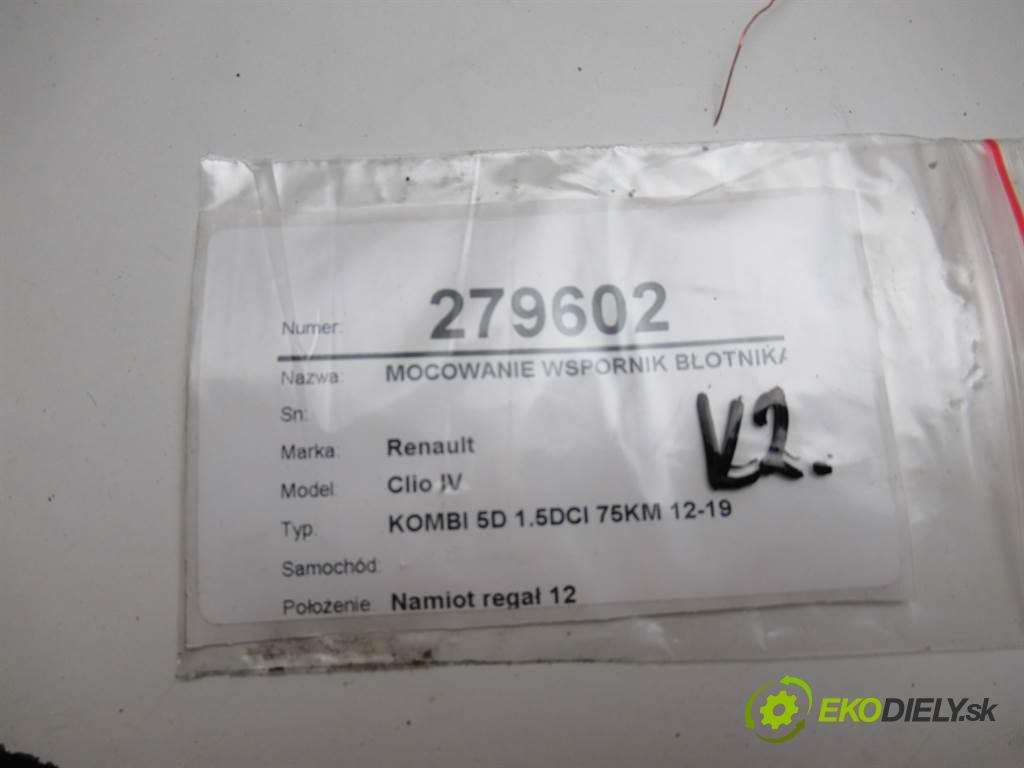 Numer: 279602
Nazwa: MOCOWANIE WSPORNIK BŁOTNIKA
Sn:
Marka: Renault
V2.
Model: Clio IV
Typ: KOMBI 5D 1.5DCI 75KM 12-19
Samochód:
Położenie: Namiot regał 12
EKODIELY.sk